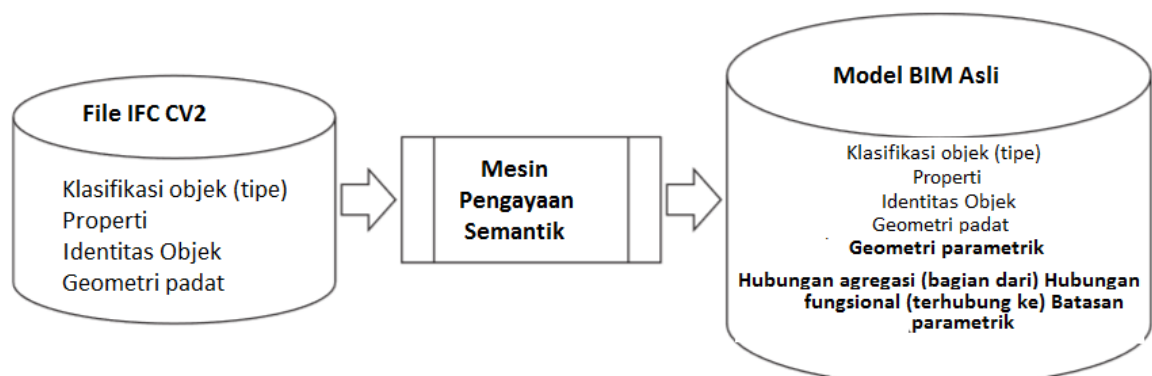 File IFC CV2
Klasifikasi objek (tipe)
Properti
Identitas Objek
Geometri padat
Mesin
Pengayaan
Semantik
Model BIM Asli
Klasifikasi objek (tipe)
Properti
Identitas Objek
Geometri padat
Geometri parametrik
Hubungan agregasi (bagian dari) Hubungan
fungsional (terhubung ke) Batasan
parametrik